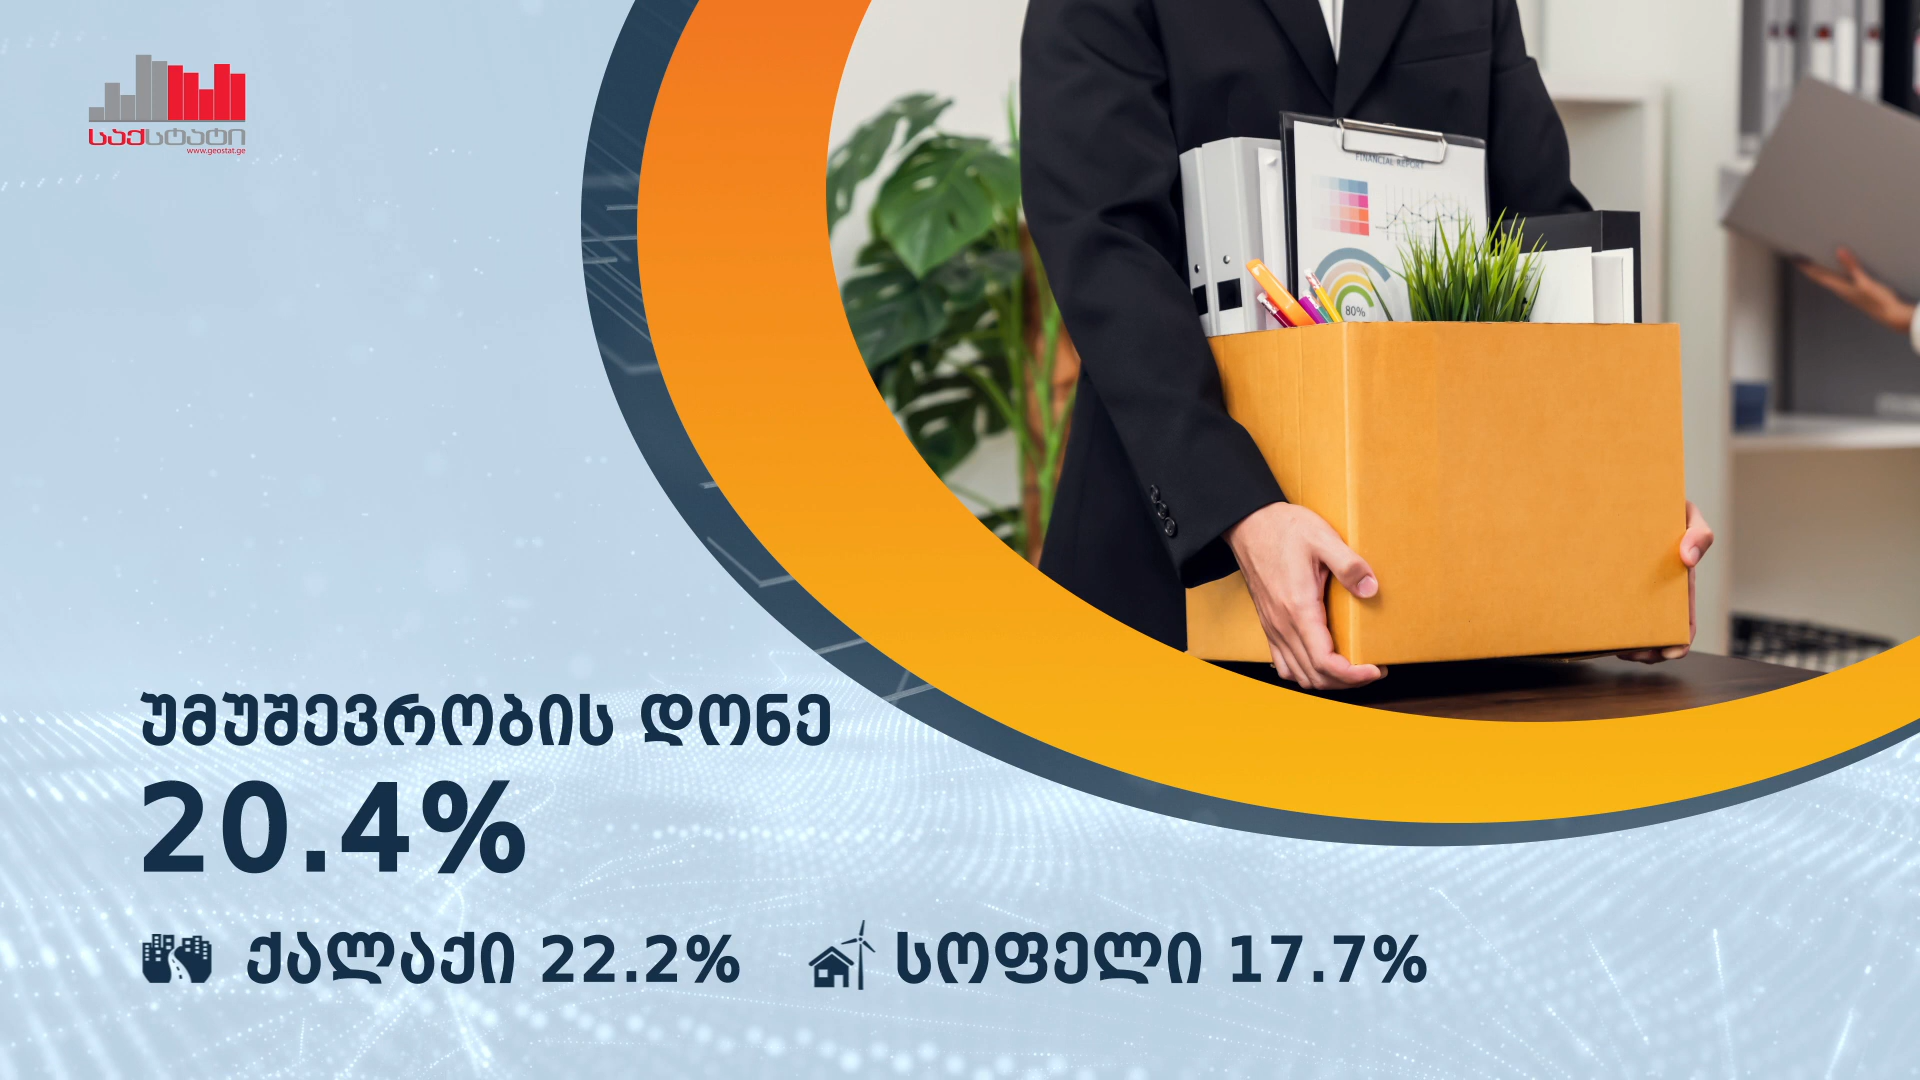 საქსტატი
www.geostat.ge
FINANCIAL REPORT
80%
უმუშევრობის დონე
20.4%
ქალაქი 22.2% სოფელი 17.7%